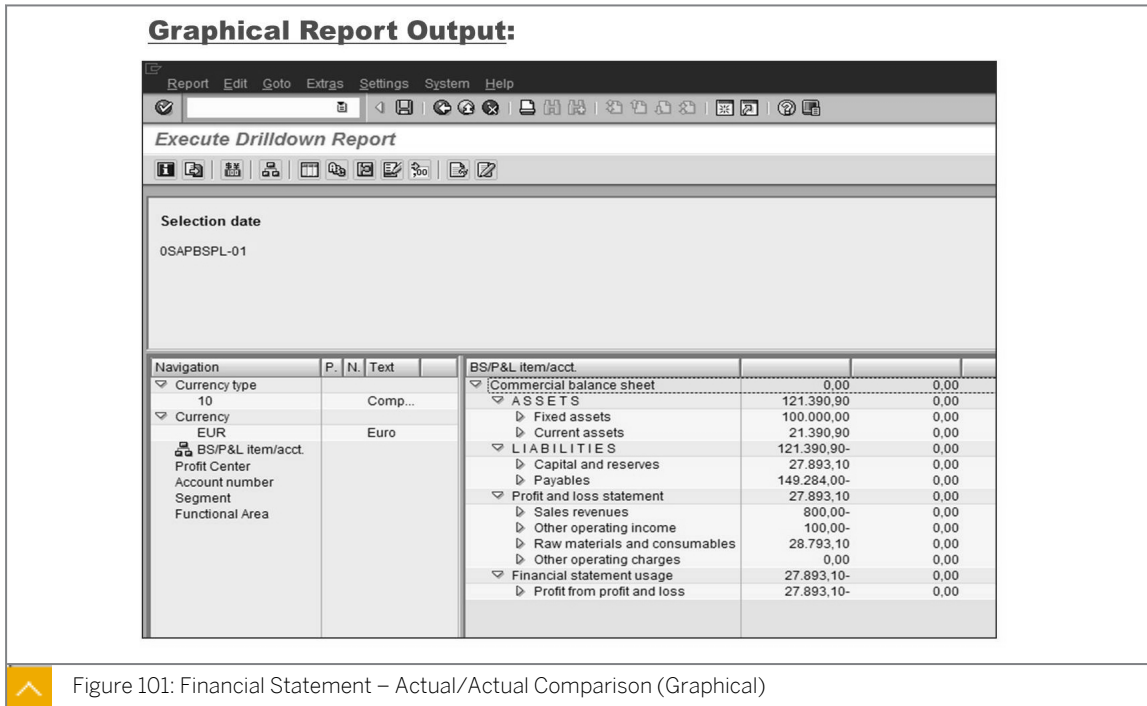 Graphical Report Output:
Report Edit Goto Extras Settings System Help
Execute Drilldown Report
Selection date
0SAPBSPL-01
Navigation P. N. Text
Currency type
10 Comp...
Currency
EUR Euro
BS/P&L item/acct.
Profit Center
Account number
Segment
Functional Area
BS/P&L item/acct.
Commercial balance sheet 0,00 0,00
A S S E T S 121.390,90 0,00
Fixed assets 100.000,00 0,00
Current assets 21.390,90 0,00
L I A B I L I T I E S 121.390,90- 0,00
Capital and reserves 27.893,10 0,00
Payables 149.284,00- 0,00
Profit and loss statement 27.893,10 0,00
Sales revenues 800,00- 0,00
Other operating income 100,00- 0,00
Raw materials and consumables 28.793,10 0,00
Other operating charges 0,00 0,00
Financial statement usage 27.893,10- 0,00
Profit from profit and loss 27.893,10- 0,00
Figure 101: Financial Statement – Actual/Actual Comparison (Graphical)